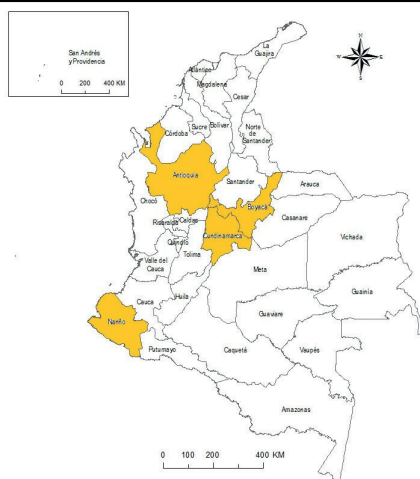 San Andrés
y Providencia
0 200 400 KM
N
W
E
S
La
Guajira
Atlántico
Magdalena
Cesar
Córdoba
Sucre
Bolívar
Norte
de
Santander
Antioquia
Santander
Arauca
Chocó
Boyacá
Casanare
Risaralda
Caldas
Cundinamarca
Vichada
Quindío
Valle del
Cauca
Tolima
Meta
Guainía
Cauca
Huila
Guaviare
Nariño
Putumayo
Caquetá
Vaupés
Amazonas
0 100 200 400 KM